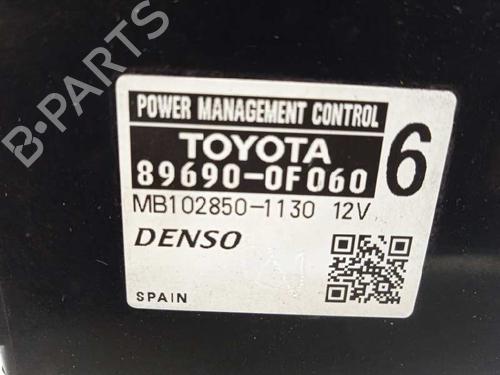 POWER MANAGEMENT CONTROL
TOYOTA
89690-0F060
6
MB102850-1130 12V
DENSO
SPAIN
B-Parts